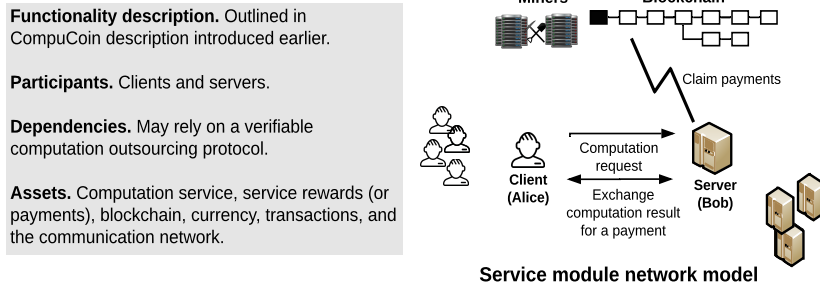 Functionality description. Outlined in
CompuCoin description introduced earlier.
Participants. Clients and servers.
Dependencies. May rely on a verifiable
computation outsourcing protocol.
Assets. Computation service, service rewards (or
payments), blockchain, currency, transactions, and
the communication network.
Miners
Blockchain
Claim payments
Computation
request
Client
(Alice)
Server
(Bob)
Exchange
computation result
for a payment
Service module network model